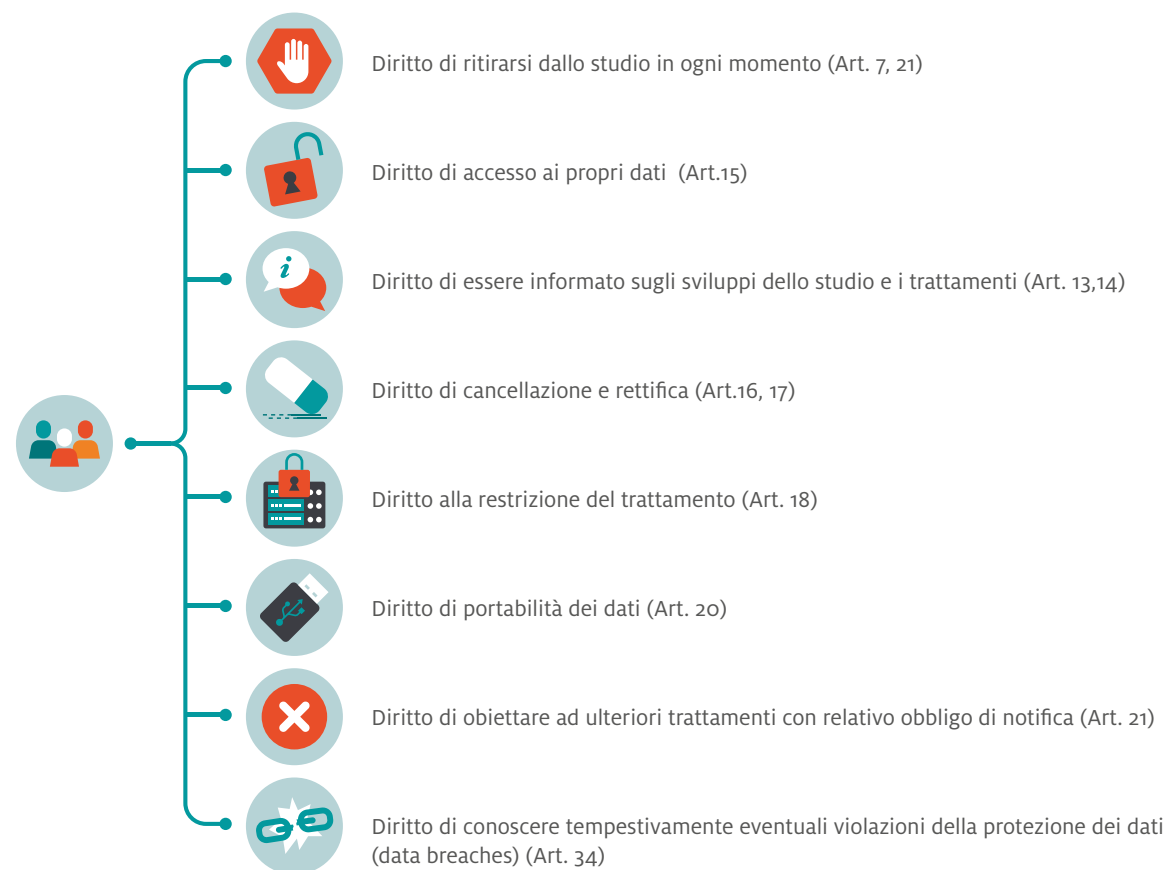 Diritto di ritirarsi dallo studio in ogni momento (Art. 7, 21)
Diritto di accesso ai propri dati (Art.15)
i
Diritto di essere informato sugli sviluppi dello studio e i trattamenti (Art. 13,14)
Diritto di cancellazione e rettifica (Art.16, 17)
Diritto alla restrizione del trattamento (Art. 18)
Diritto di portabilità dei dati (Art. 20)
Diritto di obiettare ad ulteriori trattamenti con relativo obbligo di notifica (Art. 21)
Diritto di conoscere tempestivamente eventuali violazioni della protezione dei dati
(data breaches) (Art. 34)